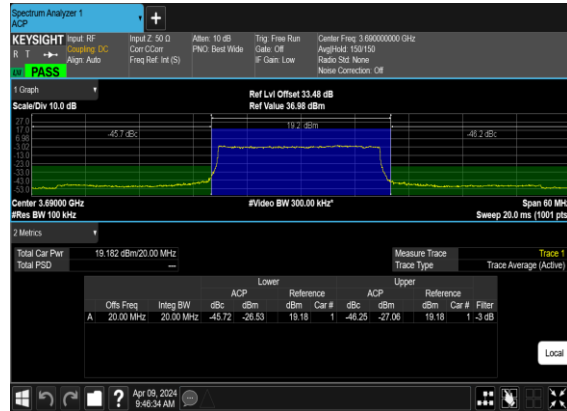 Spectrum Analyzer 1
ACP
+
KEYSIGHT Input: RF Input Z: 50 Ω Atten: 10 dB Trig: Free Run Center Freq: 3.690000000 GHz
R T Coupling: DC Corr CCorr PNO: Best Wide Gate: Off Avg|Hold: 150/150
Align: Auto Freq Ref: Int (S) IF Gain: Low Radio Std: None
LW PASS Noise Correction: Off
1 Graph Ref Lvl Offset 33.48 dB
Scale/Div 10.0 dB Ref Value 36.98 dBm
27.0
17.0 19.2 dBm
6.98 -45.7 dBc -46.2 dBc
-3.02
-13.0
-23.0
-33.0
-43.0
-53.0
Center 3.69000 GHz #Video BW 300.00 kHz* Span 60 MHz
#Res BW 100 kHz Sweep 20.0 ms (1001 pts)
2 Metrics
Total Car Pwr 19.182 dBm/20.00 MHz Measure Trace Trace 1
Total PSD --- Trace Type Trace Average (Active)
Lower Upper
ACP Reference ACP Reference
Offs Freq Integ BW dBc dBm dBm Car # dBc dBm dBm Car # Filter
A 20.00 MHz 20.00 MHz -45.72 -26.53 19.18 1 -46.25 -27.06 19.18 1 -3 dB
Local
? Apr 09, 2024
9:46:34 AM